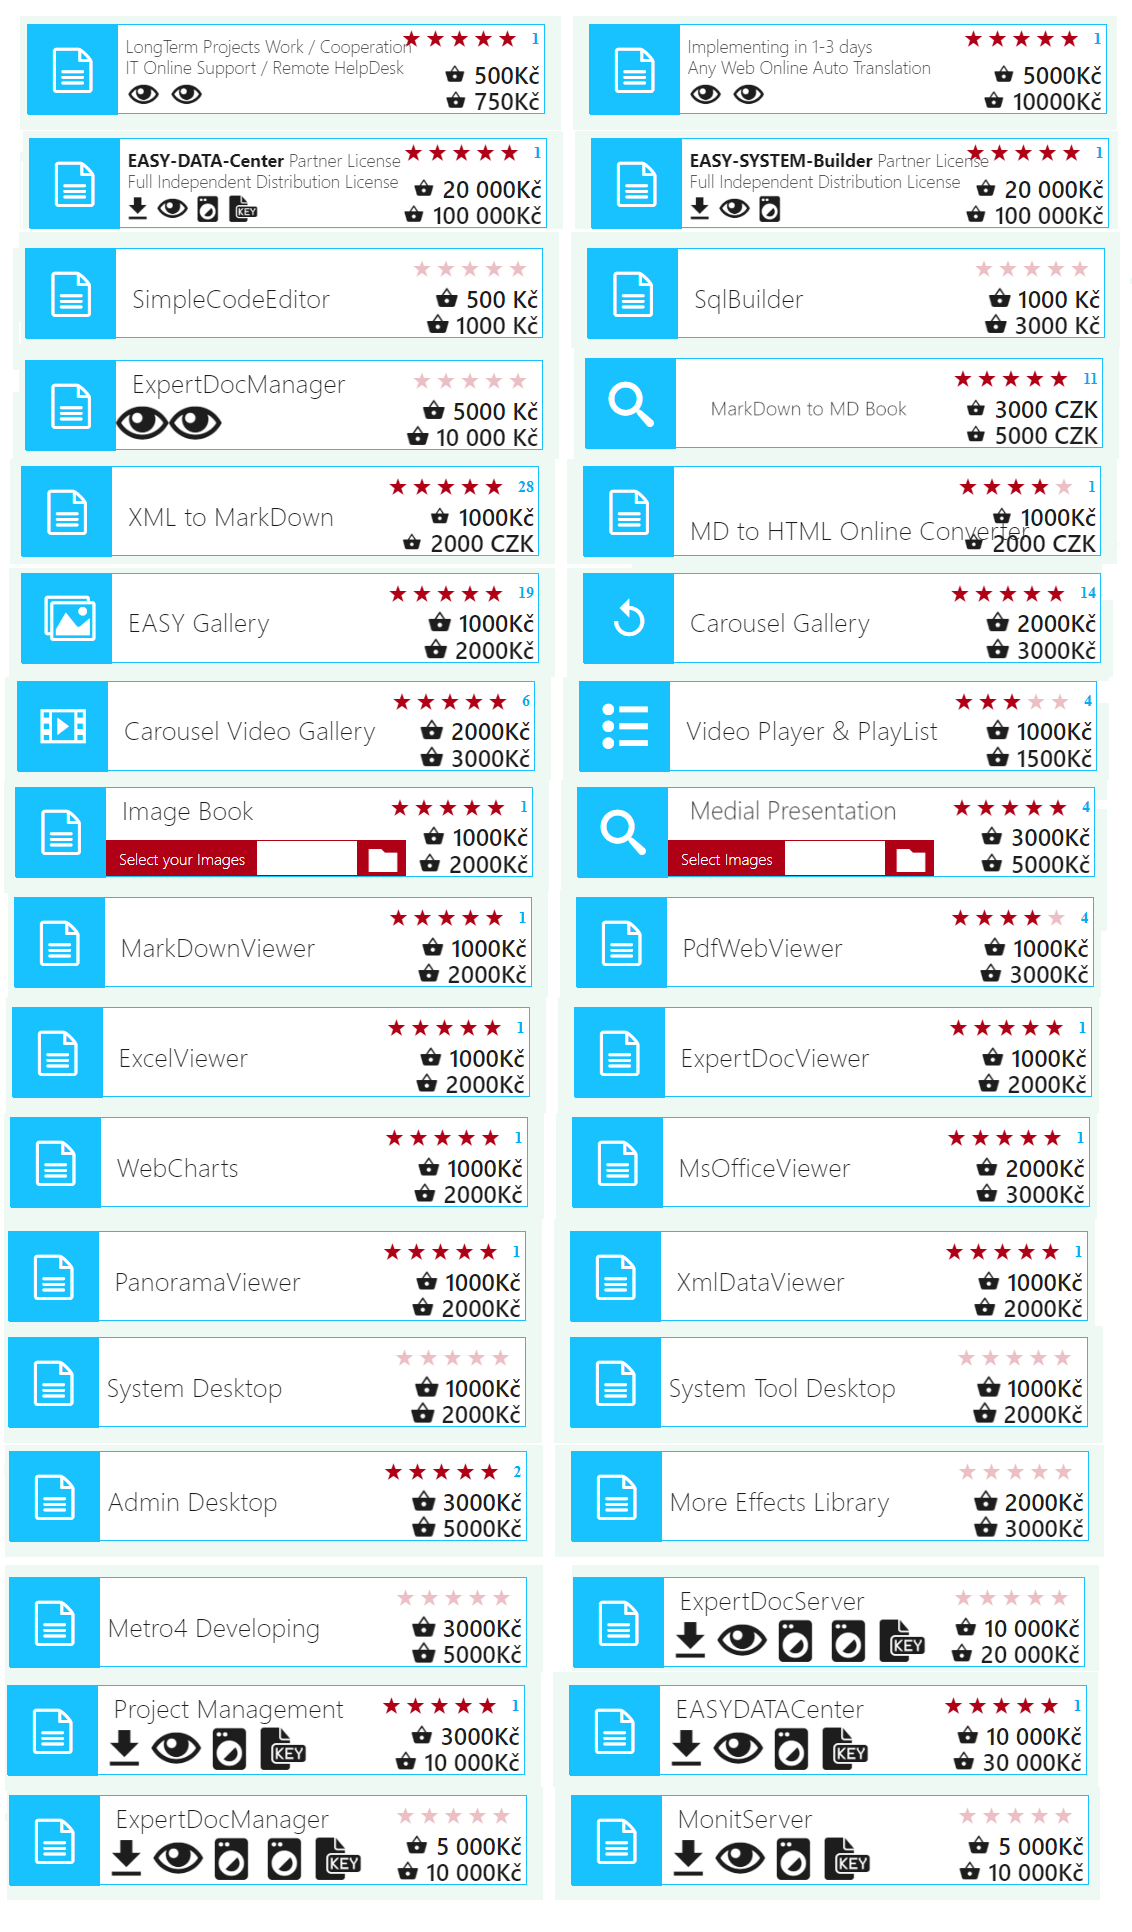 LongTerm Projects Work / Cooperation 1
IT Online Support / Remote HelpDesk 500Kč
750Kč
Implementing in 1-3 days 1
Any Web Online Auto Translation 5000Kč
10000Kč
EASY-DATA-Center Partner License 1
Full Independent Distribution License 20 000Kč
KEY 100 000Kč
EASY-SYSTEM-Builder Partner License 1
Full Independent Distribution License 20 000Kč
100 000Kč
SimpleCodeEditor 500 Kč
1000 Kč
SqlBuilder 1000 Kč
3000 Kč
ExpertDocManager
5000 Kč
10 000 Kč
11
MarkDown to MD Book 3000 CZK
5000 CZK
28
XML to MarkDown 1000Kč
2000 CZK
1
1000Kč
MD to HTML Online Converter
2000 CZK
19
EASY Gallery 1000Kč
2000Kč
14
Carousel Gallery 2000Kč
3000Kč
6
Carousel Video Gallery 2000Kč
3000Kč
4
Video Player & PlayList 1000Kč
1500Kč
Image Book 1
1000Kč
Select your Images 2000Kč
Medial Presentation 4
3000Kč
Select Images 5000Kč
1
MarkDownViewer 1000Kč
2000Kč
4
PdfWebViewer 1000Kč
3000Kč
1
ExcelViewer 1000Kč
2000Kč
1
ExpertDocViewer 1000Kč
2000Kč
1
WebCharts 1000Kč
2000Kč
1
MsOfficeViewer 2000Kč
3000Kč
1
PanoramaViewer 1000Kč
2000Kč
1
XmlDataViewer 1000Kč
2000Kč
System Desktop 1000Kč
2000Kč
System Tool Desktop 1000Kč
2000Kč
2
Admin Desktop 3000Kč
5000Kč
More Effects Library 2000Kč
3000Kč
Metro4 Developing 3000Kč
5000Kč
ExpertDocServer
10 000Kč
KEY 20 000Kč
Project Management 1
3000Kč
KEY 10 000Kč
EASYDATACenter 1
10 000Kč
KEY 30 000Kč
ExpertDocManager
5 000Kč
KEY 10 000Kč
MonitServer
5 000Kč
KEY 10 000Kč